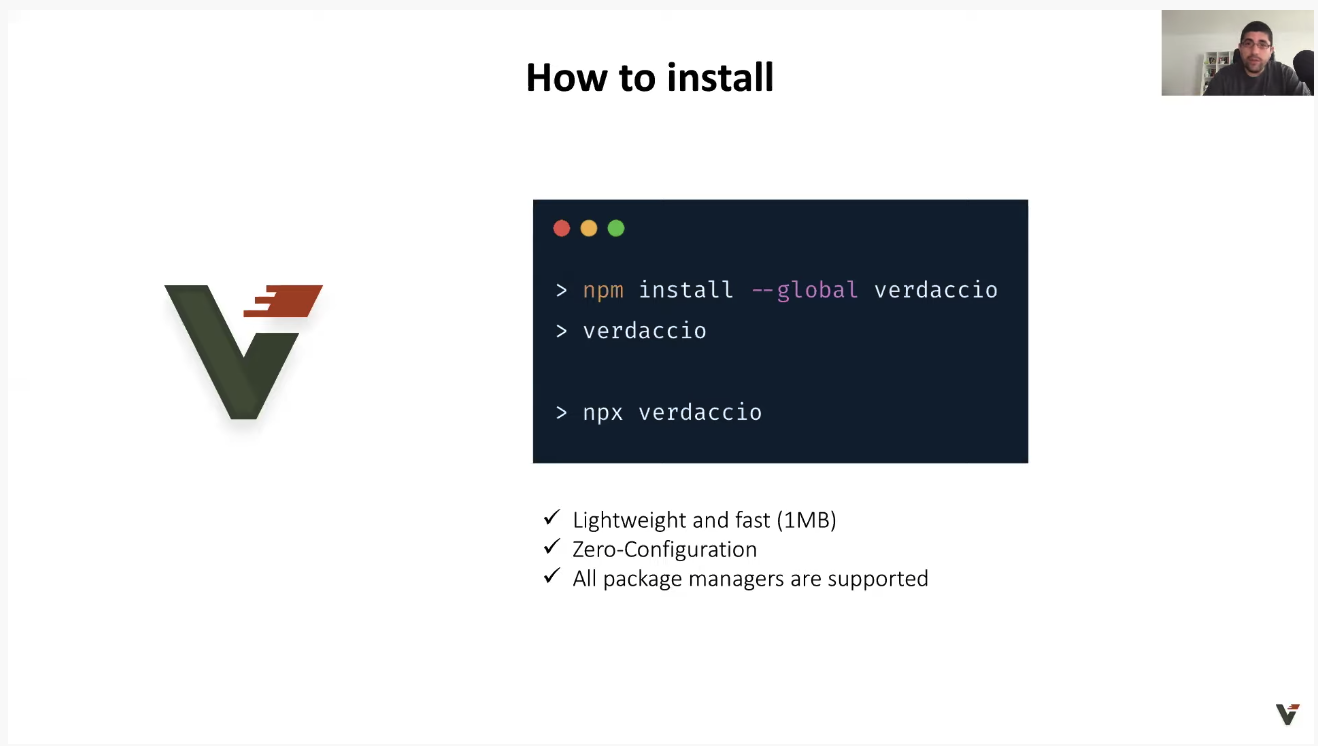 How to install
> npm install --global verdaccio
> verdaccio
> npx verdaccio
✓ Lightweight and fast (1MB)
✓ Zero-Configuration
✓ All package managers are supported